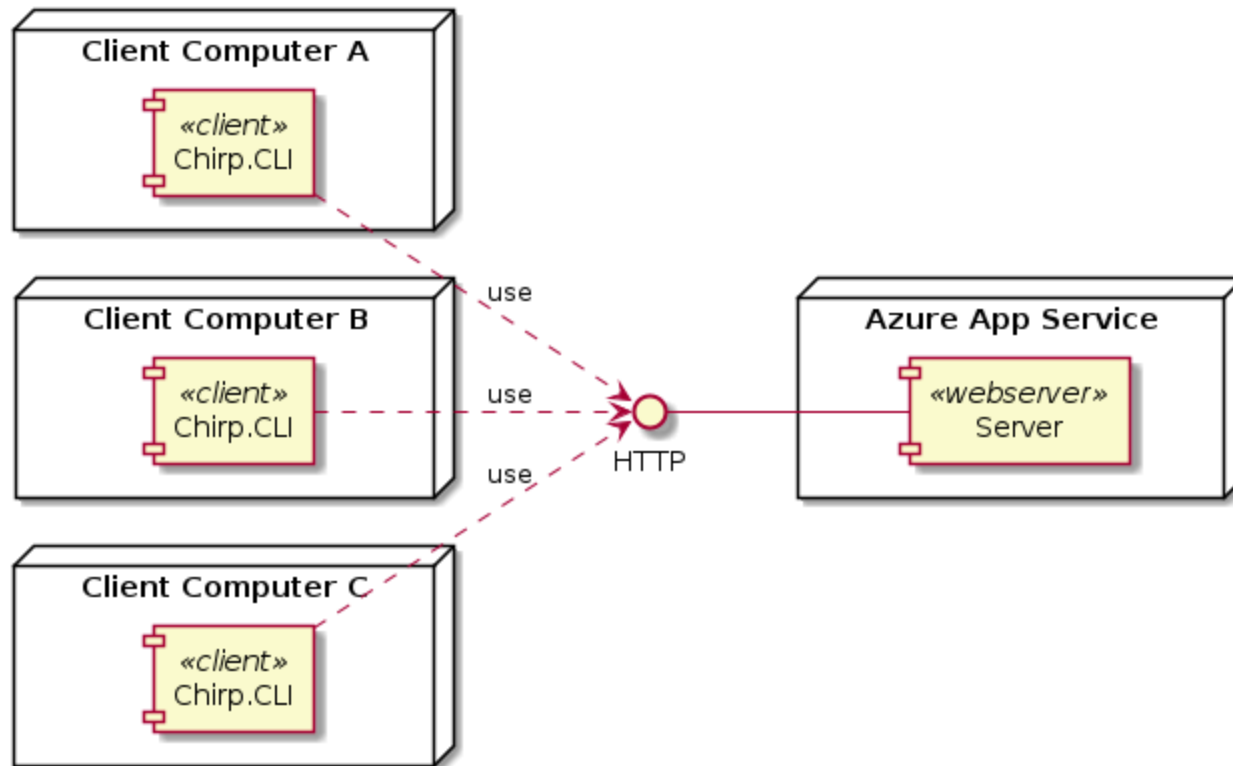 Client Computer A
«client»
Chirp.CLI
use
Client Computer B
«client»
Chirp.CLI
use
use
HTTP
Azure App Service
«webserver»
Server
Client Computer C
«client»
Chirp.CLI